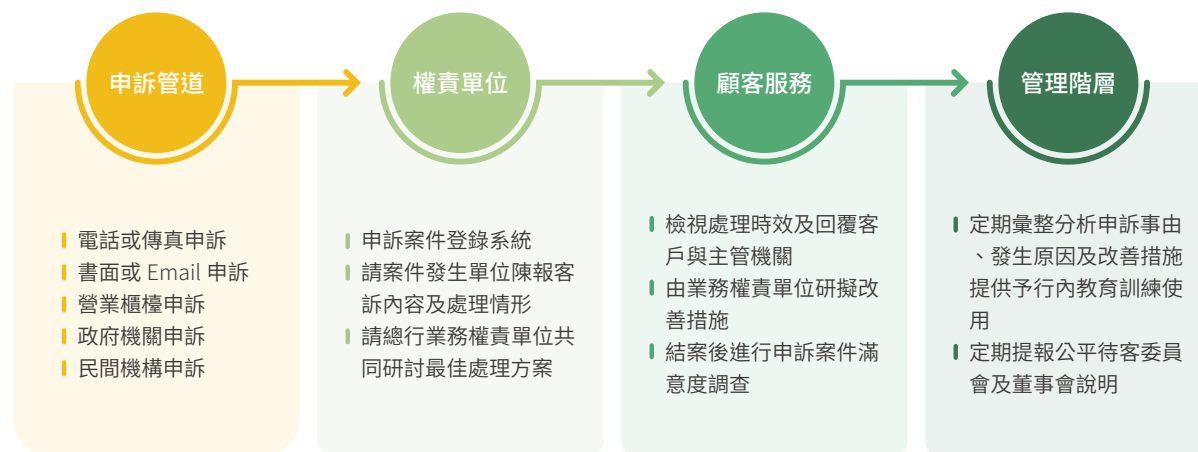 申訴管道
權責單位
顧客服務
管理階層
電話或傳真申訴
書面或 Email 申訴
營業櫃檯申訴
政府機關申訴
民間機構申訴
申訴案件登錄系統
請案件發生單位陳報客
訴內容及處理情形
請總行業務權責單位共
同研討最佳處理方案
檢視處理時效及回覆客
戶與主管機關
由業務權責單位研擬改
善措施
結案後進行申訴案件滿
意度調查
定期彙整分析申訴事由
、發生原因及改善措施
提供予行內教育訓練使
用
定期提報公平待客委員
會及董事會說明